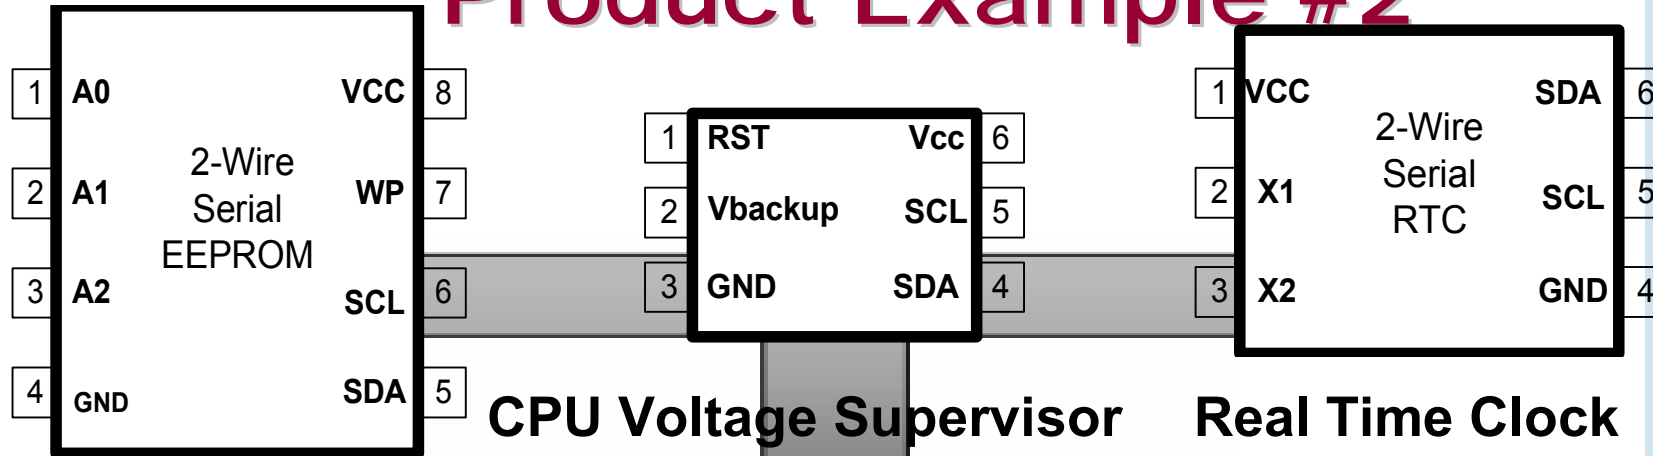 Product Example #2
1 A0 VCC 8
2 A1 WP 7
3 A2 SCL 6
4 GND SDA 5
2-Wire
Serial
EEPROM
1 RST Vcc 6
2 Vbackup SCL 5
3 GND SDA 4
CPU Voltage Supervisor
1 VCC SDA 6
2 X1 SCL 5
3 X2 GND 4
2-Wire
Serial
RTC
Real Time Clock